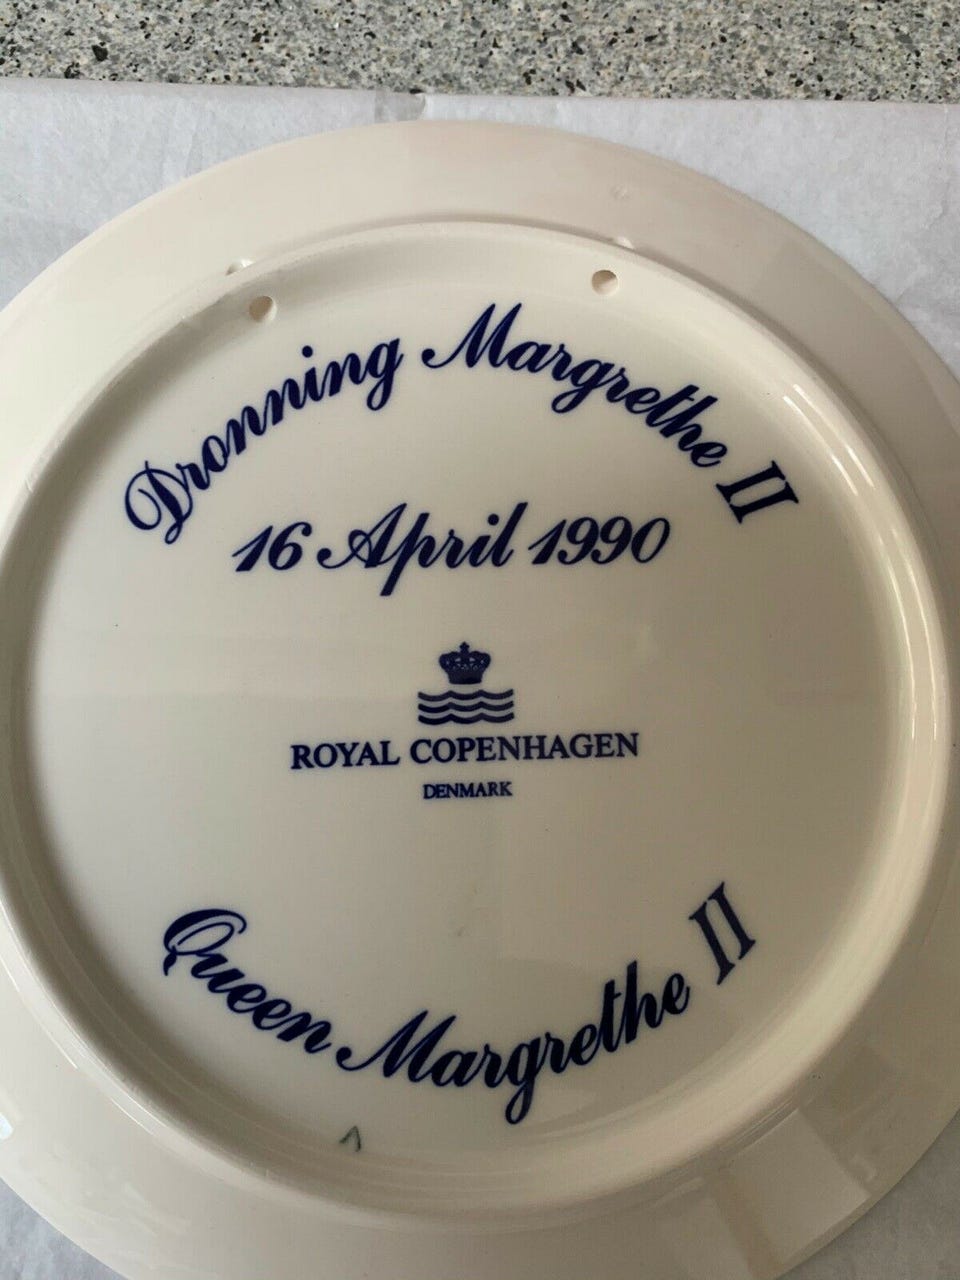 Dronning Margrethe II
16 April 1990
ROYAL COPENHAGEN
DENMARK
Queen Margrethe II